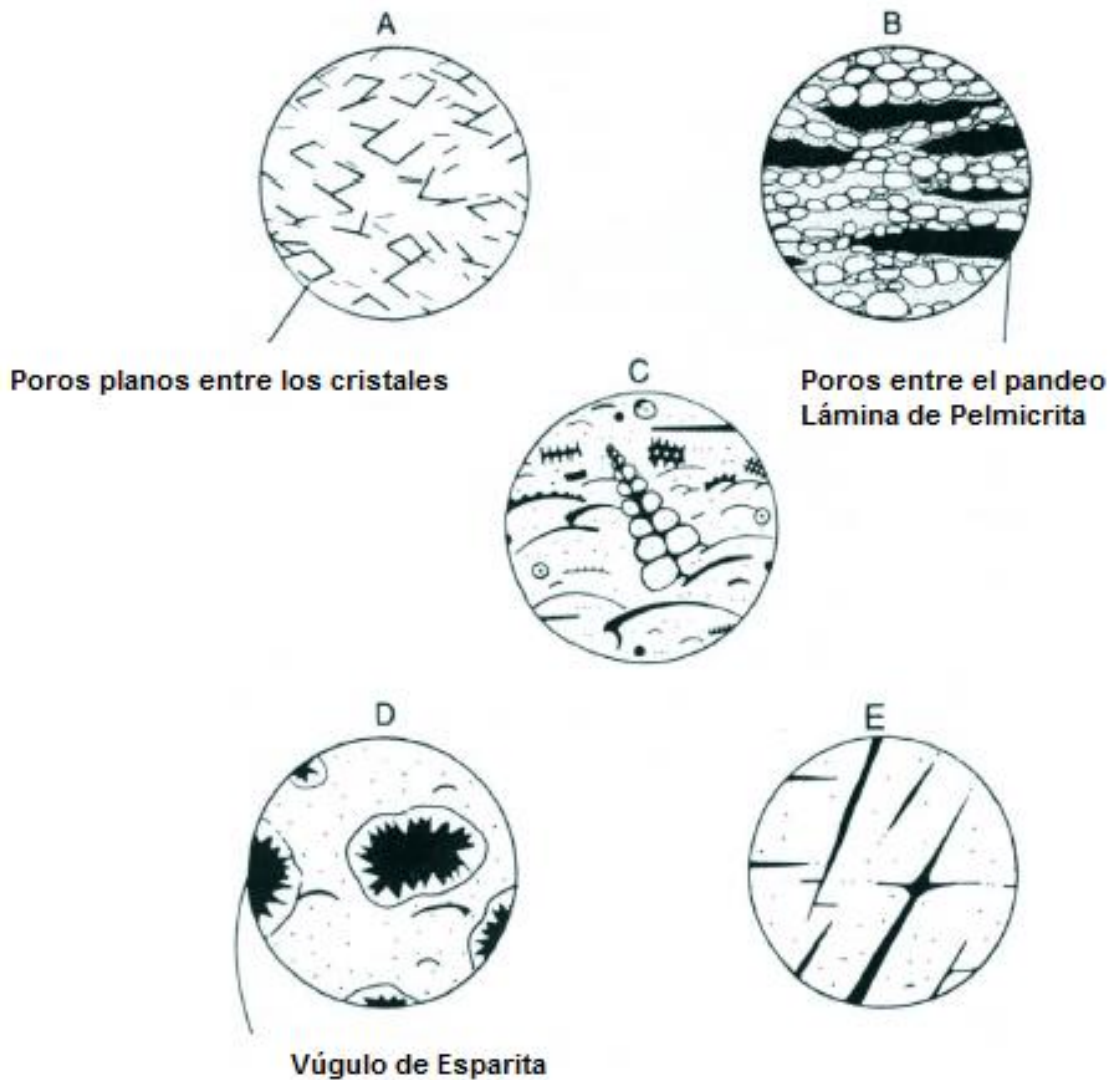 A
B
Poros planos entre los cristales
Poros entre el pandeo
Lámina de Pelmicrita
C
D
E
Vúgulo de Esparita